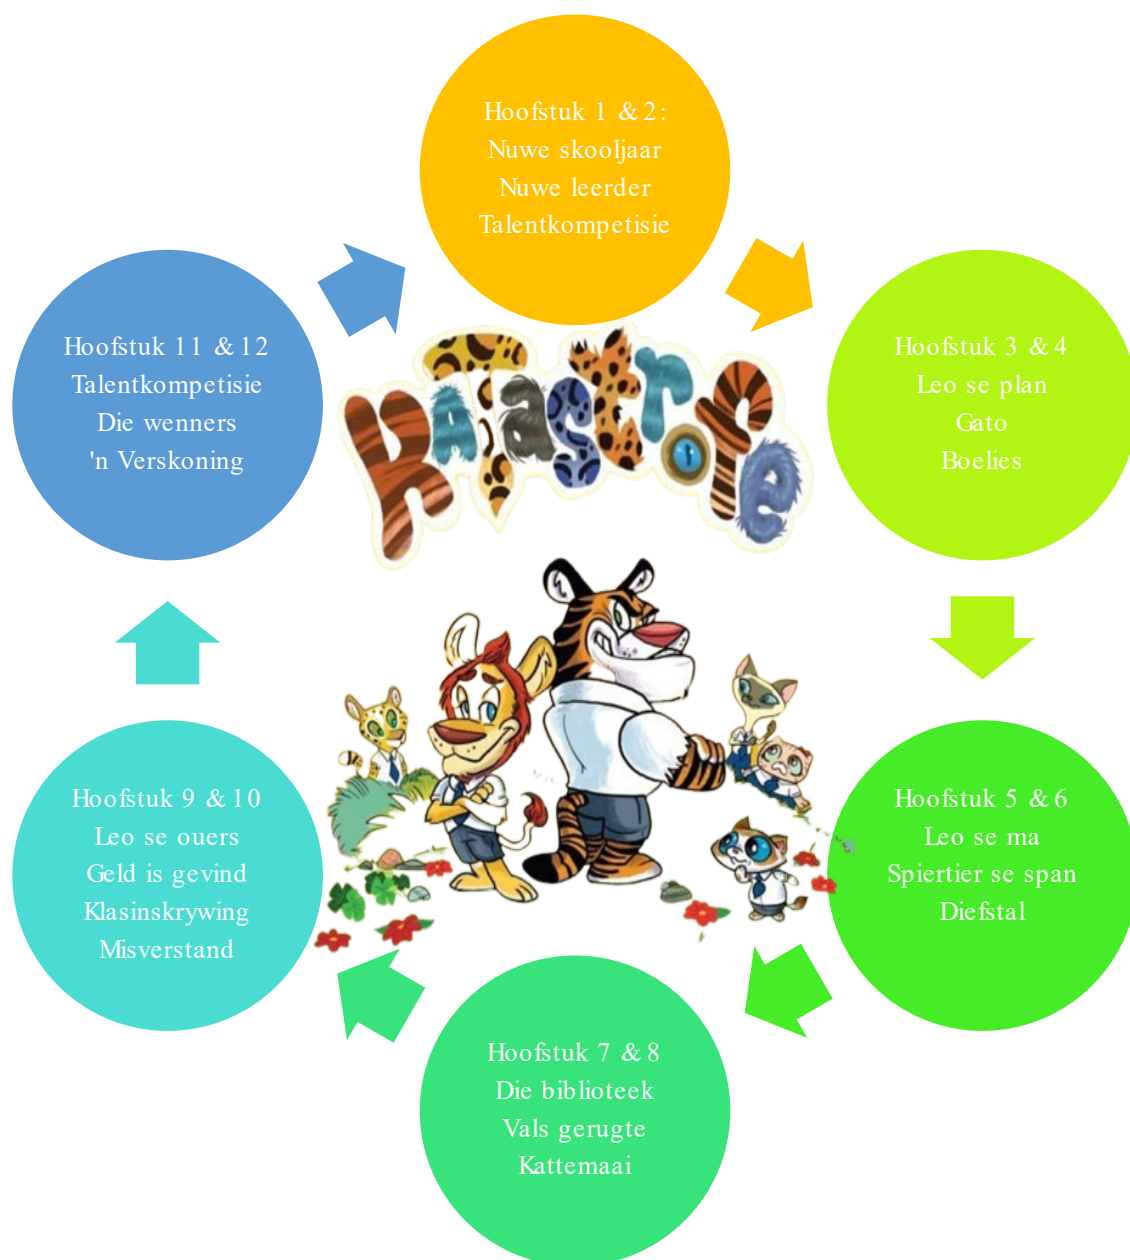 Hoofstuk 1 & 2:
Nuwe skooljaar
Nuwe leerder
Talentkompetisie
Hoofstuk 3 & 4
Leo se plan
Gato
Boelies
Hoofstuk 5 & 6
Leo se ma
Spiertier se span
Diefstal
Hoofstuk 7 & 8
Die biblioteek
Vals gerugte
Kattemaai
Hoofstuk 9 & 10
Leo se ouers
Geld is gevind
Klasinskrywing
Misverstand
Hoofstuk 11 & 12
Talentkompetisie
Die wenners
'n Verskoning
KaTastrofe